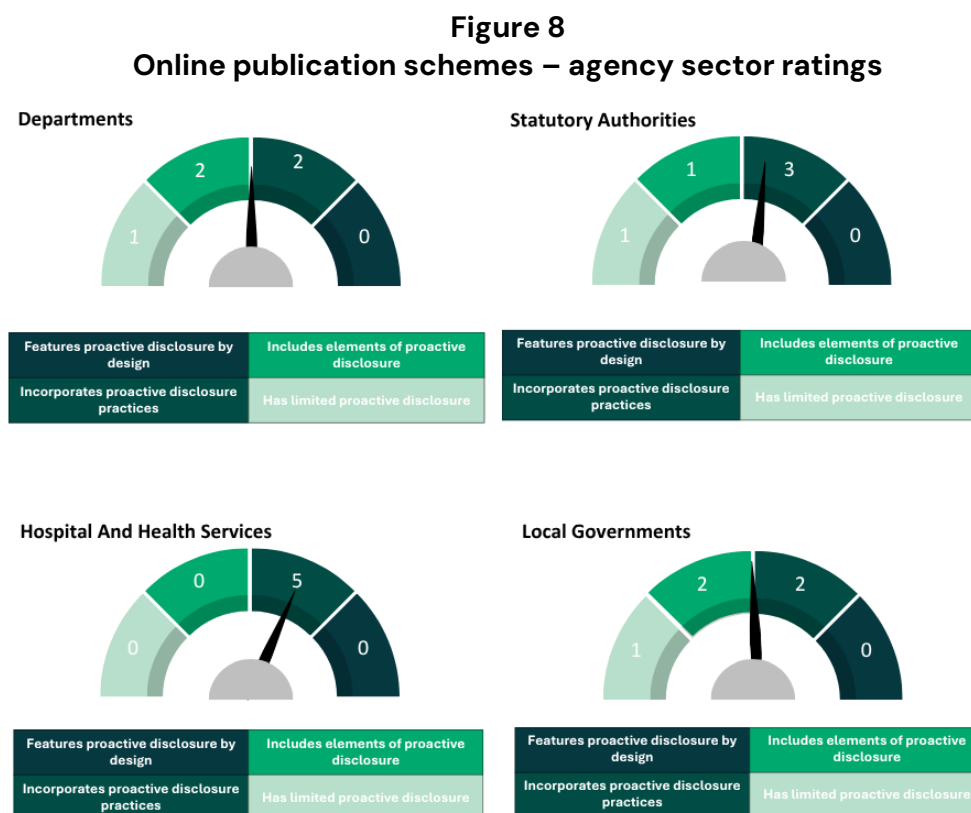 Figure 8
Online publication schemes – agency sector ratings
Departments
1
2
2
0
Features proactive disclosure by
design
Includes elements of proactive
disclosure
Incorporates proactive disclosure
practices
Has limited proactive disclosure
Statutory Authorities
1
1
3
0
Features proactive disclosure by
design
Includes elements of proactive
disclosure
Incorporates proactive disclosure
practices
Has limited proactive disclosure
Hospital And Health Services
0
0
5
0
Features proactive disclosure by
design
Includes elements of proactive
disclosure
Incorporates proactive disclosure
practices
Has limited proactive disclosure
Local Governments
1
2
2
0
Features proactive disclosure by
design
Includes elements of proactive
disclosure
Incorporates proactive disclosure
practices
Has limited proactive disclosure